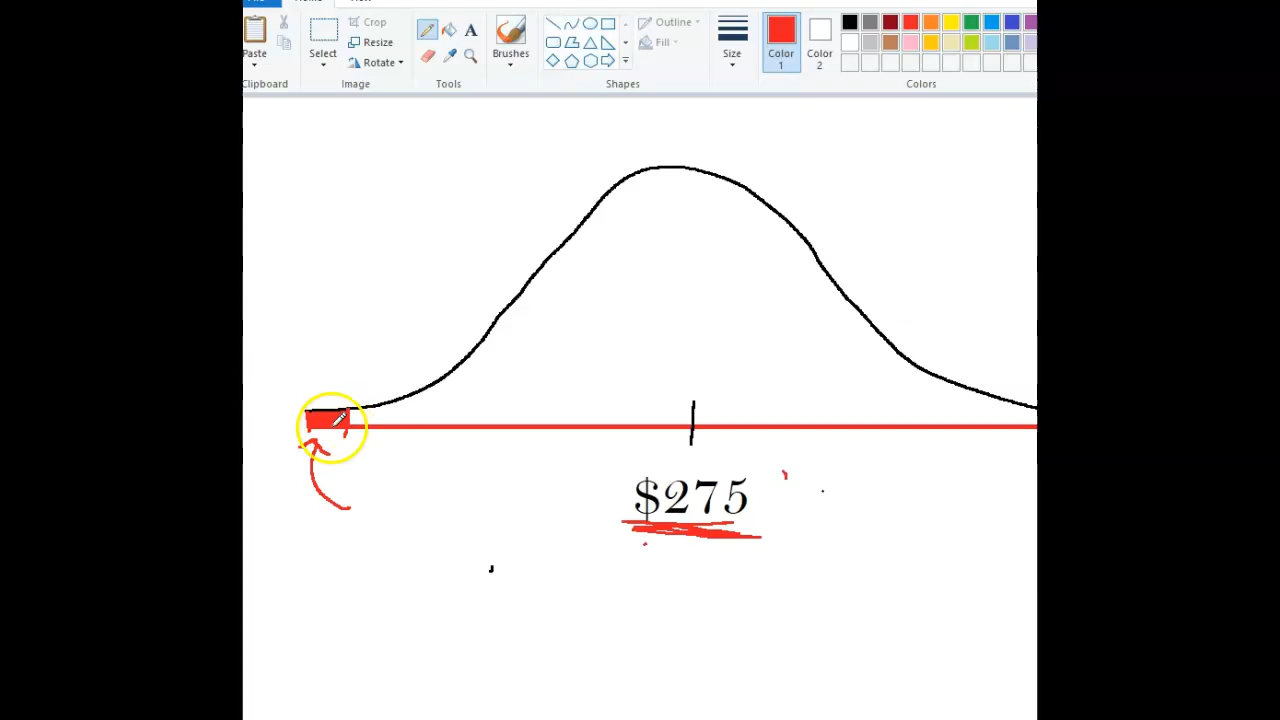 Paste
Select
Crop
Resize
Rotate
Brushes
Outline
Fill
Size
Color
1
Color
2
Clipboard
Image
Tools
Shapes
Colors
$275